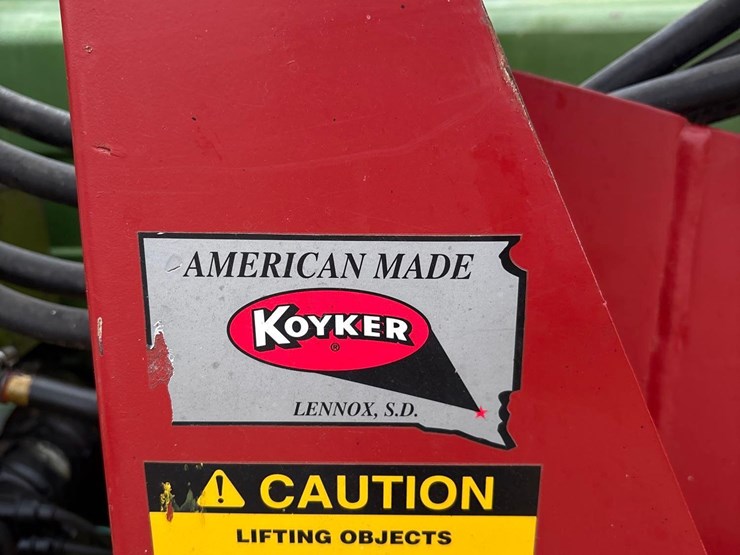 AMERICAN MADE
KOYKER
®
LENNOX, S.D.
CAUTION
LIFTING OBJECTS